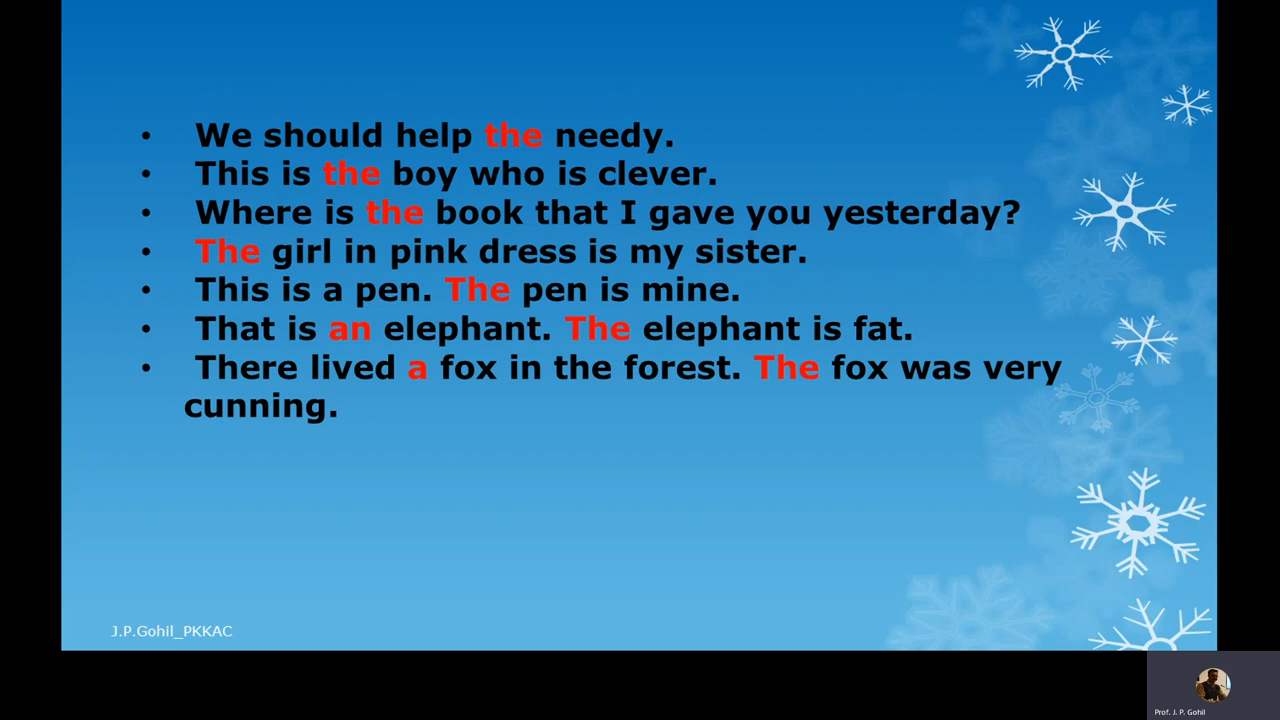 • We should help the needy.
• This is the boy who is clever.
• Where is the book that I gave you yesterday?
• The girl in pink dress is my sister.
• This is a pen. The pen is mine.
• That is an elephant. The elephant is fat.
• There lived a fox in the forest. The fox was very
cunning.
J.P.Gohil_PKKAC
Prof. J. P. Gohil